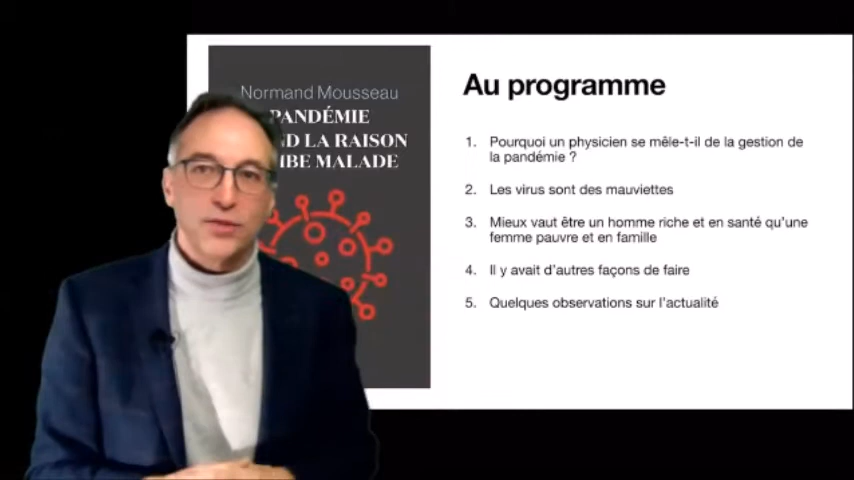 Normand Mousseau
PANDÉMIE
ND LA RAISON
MBE MALADE
Au programme
1. Pourquoi un physicien se mêle-t-il de la gestion de
la pandémie ?
2. Les virus sont des mauviettes
3. Mieux vaut être un homme riche et en santé qu'une
femme pauvre et en famille
4. Il y avait d'autres façons de faire
5. Quelques observations sur l'actualité